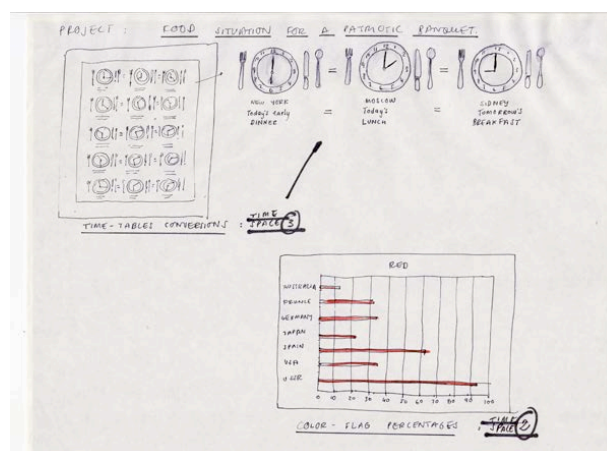 PROJECT : FOOD SITUATION FOR A PATRIOTIC BANQUET.
NEW YORK
Today's early
DINNER
=
MOSCOW
Today's
LUNCH
=
SIDNEY
TOMORROW'S
BREAKFAST
TIME-TABLES CONVERSIONS : TIME SPACE 3
RED
AUSTRALIA
FRANCE
GERMANY
JAPAN
SPAIN
USA
USSR
0 10 20 30 40 50 60 70 80 90 100
COLOR - FLAG PERCENTAGES : TIME SPACE 2